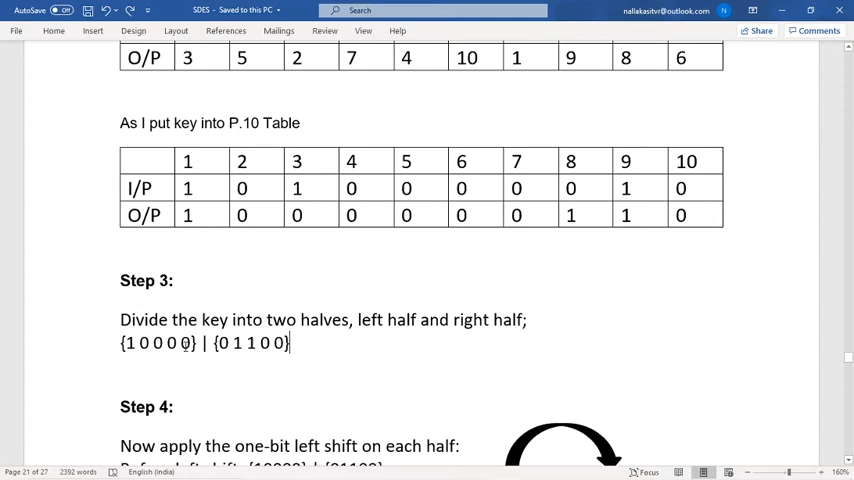 AutoSave Off SDES - Saved to this PC Search nallakasitvr@outlook.com N
File Home Insert Draw Design Layout References Mailings Review View Help Share Comments
O/P 3 5 2 7 4 10 1 9 8 6
As I put key into P.10 Table
1 2 3 4 5 6 7 8 9 10
I/P 1 0 1 0 0 0 0 0 1 0
O/P 1 0 0 0 0 0 0 1 1 0
Step 3:
Divide the key into two halves, left half and right half;
{1 0 0 0 0} | {0 1 1 0 0}
Step 4:
Now apply the one-bit left shift on each half:
Before left shift: {10000} | {01100}
Page 21 of 27 2392 words English (India) Focus 160%